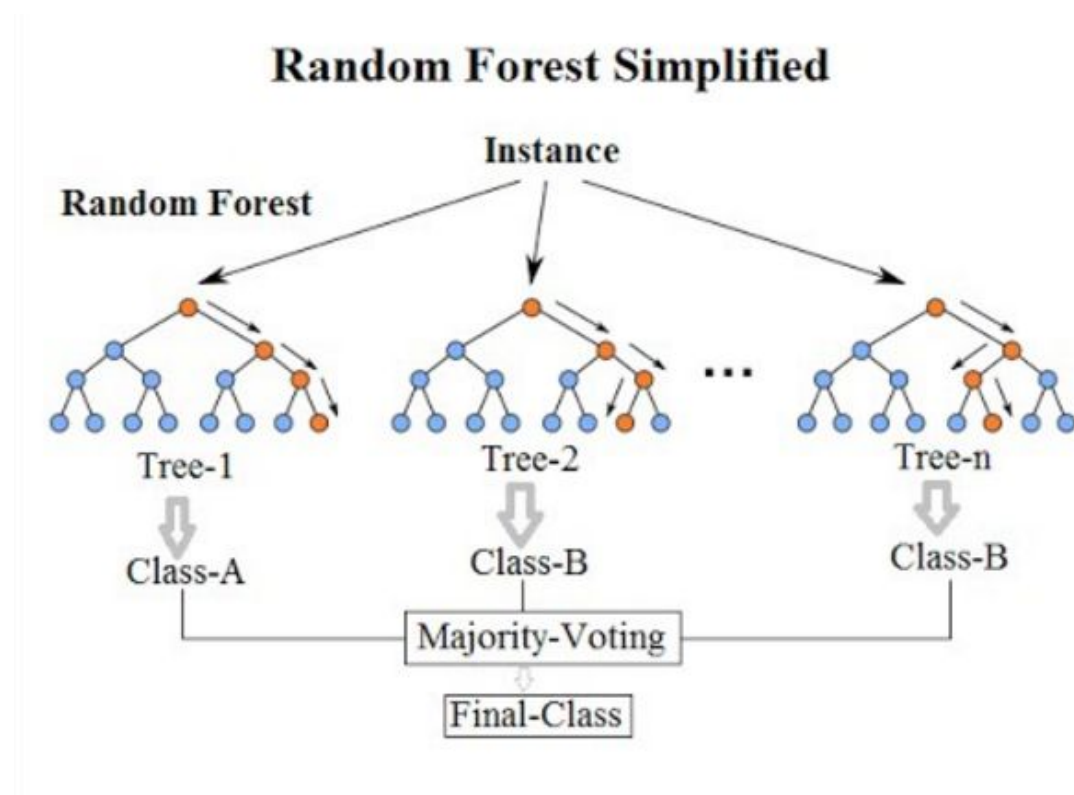 Random Forest Simplified
Instance
Random Forest
...
Tree-1
Tree-2
Tree-n
Class-A
Class-B
Class-B
Majority-Voting
Final-Class